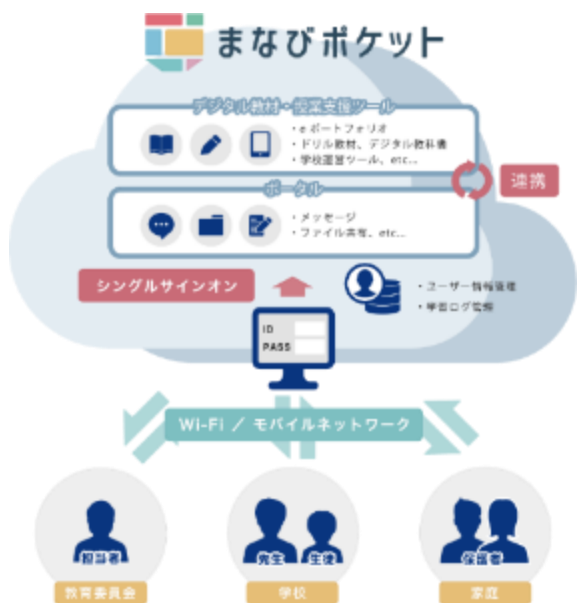 まなびポケット
デジタル教材・授業支援ツール
・eポートフォリオ
・ドリル教材、デジタル教科書
・学校運営ツール、etc...
連携
ポータル
・メッセージ
・ファイル共有、etc...
シングルサインオン
・ユーザー情報管理
・学習ログ管理
ID
PASS
Wi-Fi / モバイルネットワーク
担当者
先生
生徒
保護者
教育委員会
学校
家庭